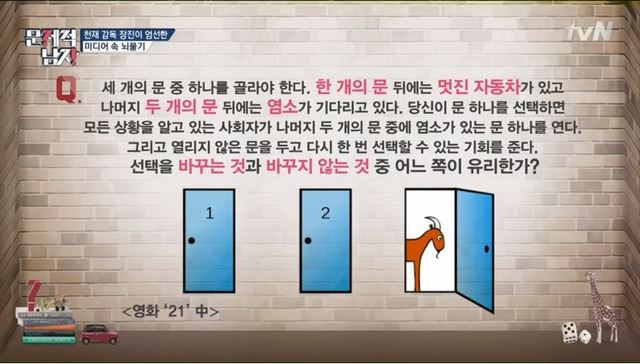 문제적
남자
천재 감독 장진이 엄선한
미디어 속 뇌풀기
tvN
Q.
세 개의 문 중 하나를 골라야 한다. 한 개의 문 뒤에는 멋진 자동차가 있고
나머지 두 개의 문 뒤에는 염소가 기다리고 있다. 당신이 문 하나를 선택하면
모든 상황을 알고 있는 사회자가 나머지 두 개의 문 중에 염소가 있는 문 하나를 연다.
그리고 열리지 않은 문을 두고 다시 한 번 선택할 수 있는 기회를 준다.
선택을 바꾸는 것과 바꾸지 않는 것 중 어느 쪽이 유리한가?
1
2
<영화 ‘21’ 中>